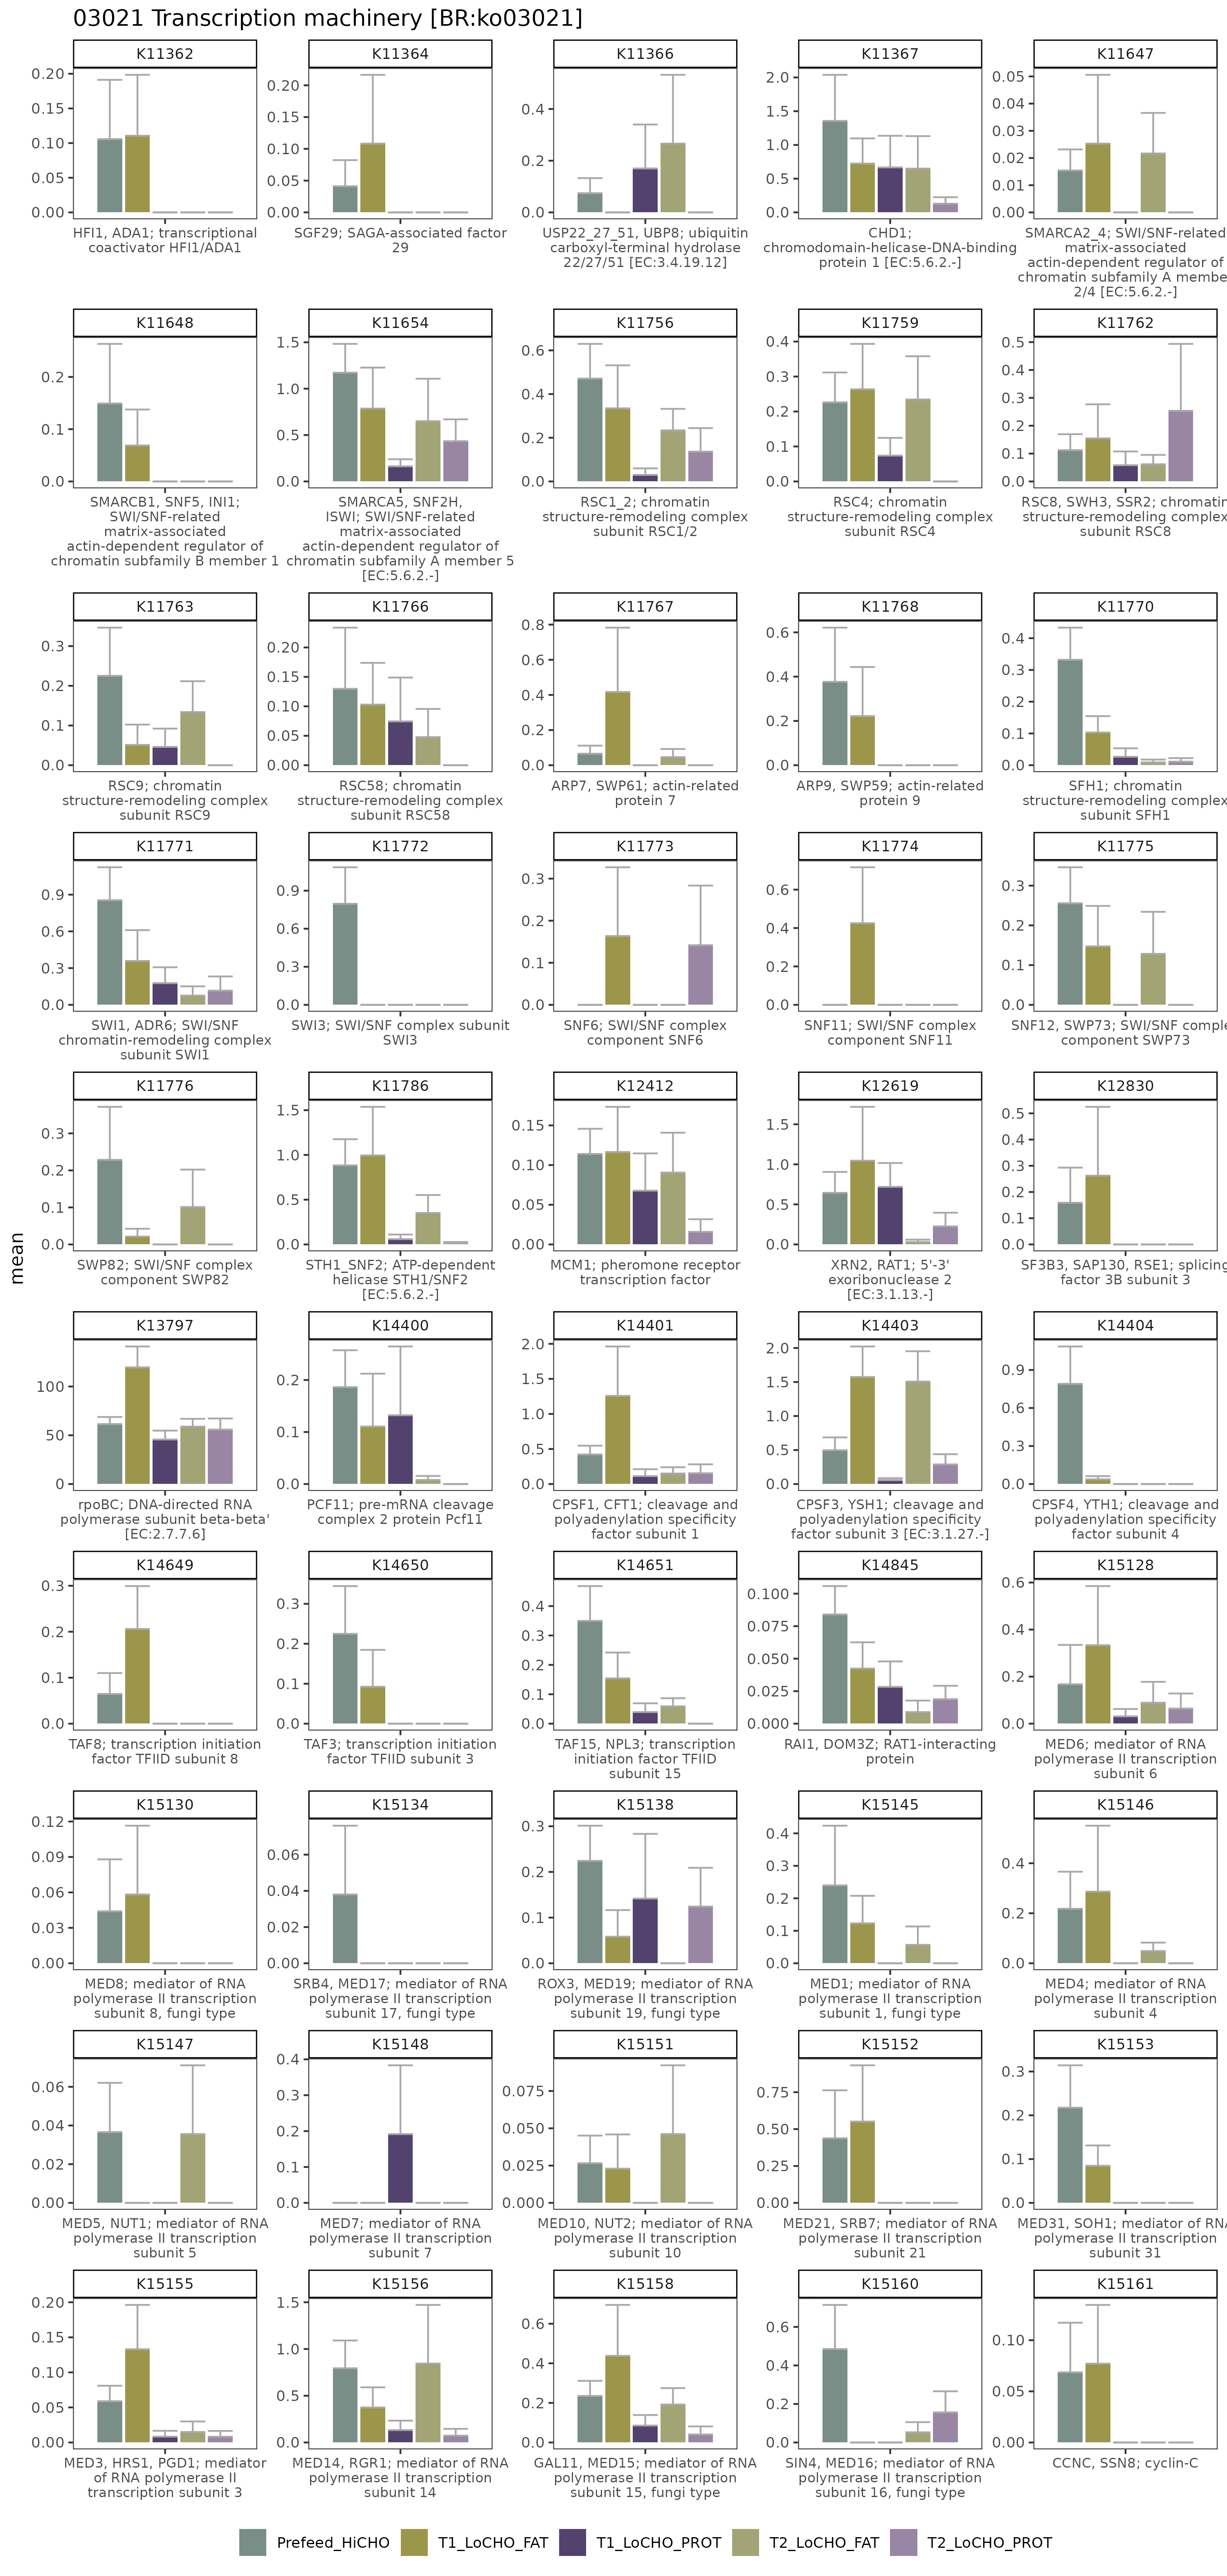 03021 Transcription machinery [BR:ko03021]
K11362 K11364 K11366 K11367 K11647
0.20
0.15
0.10
0.05
0.00
0.20
0.15
0.10
0.05
0.00
0.4
0.2
0.0
2.0
1.5
1.0
0.5
0.0
0.05
0.04
0.03
0.02
0.01
0.00
HFI1, ADA1; transcriptional
coactivator HFI1/ADA1
SGF29; SAGA-associated factor
29
USP22_27_51, UBP8; ubiquitin
carboxyl-terminal hydrolase
22/27/51 [EC:3.4.19.12]
CHD1;
chromodomain-helicase-DNA-binding
protein 1 [EC:5.6.2.-]
SMARCA2_4; SWI/SNF-related
matrix-associated
actin-dependent regulator of
chromatin subfamily A membe
2/4 [EC:5.6.2.-]
K11648 K11654 K11756 K11759 K11762
0.2
0.1
0.0
1.5
1.0
0.5
0.0
0.6
0.4
0.2
0.0
0.4
0.3
0.2
0.1
0.0
0.5
0.4
0.3
0.2
0.1
0.0
SMARCB1, SNF5, INI1;
SWI/SNF-related
matrix-associated
actin-dependent regulator of
chromatin subfamily B member 1
SMARCA5, SNF2H,
ISWI; SWI/SNF-related
matrix-associated
actin-dependent regulator of
chromatin subfamily A member 5
[EC:5.6.2.-]
RSC1_2; chromatin
structure-remodeling complex
subunit RSC1/2
RSC4; chromatin
structure-remodeling complex
subunit RSC4
RSC8, SWH3, SSR2; chromatin
structure-remodeling complex
subunit RSC8
K11763 K11766 K11767 K11768 K11770
0.3
0.2
0.1
0.0
0.20
0.15
0.10
0.05
0.00
0.8
0.6
0.4
0.2
0.0
0.6
0.4
0.2
0.0
0.4
0.3
0.2
0.1
0.0
RSC9; chromatin
structure-remodeling complex
subunit RSC9
RSC58; chromatin
structure-remodeling complex
subunit RSC58
ARP7, SWP61; actin-related
protein 7
ARP9, SWP59; actin-related
protein 9
SFH1; chromatin
structure-remodeling complex
subunit SFH1
K11771 K11772 K11773 K11774 K11775
0.9
0.6
0.3
0.0
0.9
0.6
0.3
0.0
0.3
0.2
0.1
0.0
0.6
0.4
0.2
0.0
0.3
0.2
0.1
0.0
SWI1, ADR6; SWI/SNF
chromatin-remodeling complex
subunit SWI1
SWI3; SWI/SNF complex subunit
SWI3
SNF6; SWI/SNF complex
component SNF6
SNF11; SWI/SNF complex
component SNF11
SNF12, SWP73; SWI/SNF comple
component SWP73
mean
K11776 K11786 K12412 K12619 K12830
0.3
0.2
0.1
0.0
1.5
1.0
0.5
0.0
0.15
0.10
0.05
0.00
1.5
1.0
0.5
0.0
0.5
0.4
0.3
0.2
0.1
0.0
SWP82; SWI/SNF complex
component SWP82
STH1_SNF2; ATP-dependent
helicase STH1/SNF2
[EC:5.6.2.-]
MCM1; pheromone receptor
transcription factor
XRN2, RAT1; 5'-3'
exoribonuclease 2
[EC:3.1.13.-]
SF3B3, SAP130, RSE1; splicing
factor 3B subunit 3
K13797 K14400 K14401 K14403 K14404
100
50
0
0.2
0.1
0.0
2.0
1.5
1.0
0.5
0.0
2.0
1.5
1.0
0.5
0.0
0.9
0.6
0.3
0.0
rpoBC; DNA-directed RNA
polymerase subunit beta-beta'
[EC:2.7.7.6]
PCF11; pre-mRNA cleavage
complex 2 protein Pcf11
CPSF1, CFT1; cleavage and
polyadenylation specificity
factor subunit 1
CPSF3, YSH1; cleavage and
polyadenylation specificity
factor subunit 3 [EC:3.1.27.-]
CPSF4, YTH1; cleavage and
polyadenylation specificity
factor subunit 4
K14649 K14650 K14651 K14845 K15128
0.3
0.2
0.1
0.0
0.3
0.2
0.1
0.0
0.4
0.3
0.2
0.1
0.0
0.100
0.075
0.050
0.025
0.000
0.6
0.4
0.2
0.0
TAF8; transcription initiation
factor TFIID subunit 8
TAF3; transcription initiation
factor TFIID subunit 3
TAF15, NPL3; transcription
initiation factor TFIID
subunit 15
RAI1, DOM3Z; RAT1-interacting
protein
MED6; mediator of RNA
polymerase II transcription
subunit 6
K15130 K15134 K15138 K15145 K15146
0.12
0.09
0.06
0.03
0.00
0.06
0.04
0.02
0.00
0.3
0.2
0.1
0.0
0.4
0.3
0.2
0.1
0.0
0.4
0.2
0.0
MED8; mediator of RNA
polymerase II transcription
subunit 8, fungi type
SRB4, MED17; mediator of RNA
polymerase II transcription
subunit 17, fungi type
ROX3, MED19; mediator of RNA
polymerase II transcription
subunit 19, fungi type
MED1; mediator of RNA
polymerase II transcription
subunit 1, fungi type
MED4; mediator of RNA
polymerase II transcription
subunit 4
K15147 K15148 K15151 K15152 K15153
0.06
0.04
0.02
0.00
0.4
0.3
0.2
0.1
0.0
0.075
0.050
0.025
0.000
0.75
0.50
0.25
0.00
0.3
0.2
0.1
0.0
MED5, NUT1; mediator of RNA
polymerase II transcription
subunit 5
MED7; mediator of RNA
polymerase II transcription
subunit 7
MED10, NUT2; mediator of RNA
polymerase II transcription
subunit 10
MED21, SRB7; mediator of RNA
polymerase II transcription
subunit 21
MED31, SOH1; mediator of RNA
polymerase II transcription
subunit 31
K15155 K15156 K15158 K15160 K15161
0.20
0.15
0.10
0.05
0.00
1.5
1.0
0.5
0.0
0.6
0.4
0.2
0.0
0.6
0.4
0.2
0.0
0.10
0.05
0.00
MED3, HRS1, PGD1; mediator
of RNA polymerase II
transcription subunit 3
MED14, RGR1; mediator of RNA
polymerase II transcription
subunit 14
GAL11, MED15; mediator of RNA
polymerase II transcription
subunit 15, fungi type
SIN4, MED16; mediator of RNA
polymerase II transcription
subunit 16, fungi type
CCNC, SSN8; cyclin-C
Prefeed_HiCHO T1_LoCHO_FAT T1_LoCHO_PROT T2_LoCHO_FAT T2_LoCHO_PROT